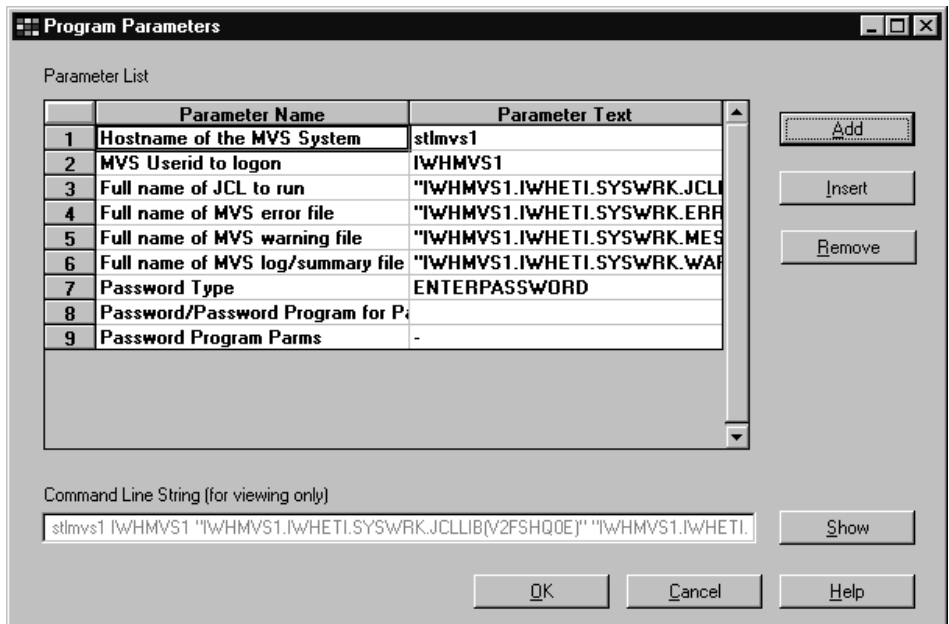 Program Parameters
Parameter List
Parameter Name Parameter Text
1 Hostname of the MVS System stlmvs1
2 MVS Userid to logon IWHMVS1
3 Full name of JCL to run "IWHMVS1.IWHETI.SYSWRK.JCLI
4 Full name of MVS error file "IWHMVS1.IWHETI.SYSWRK.ERR
5 Full name of MVS warning file "IWHMVS1.IWHETI.SYSWRK.MES
6 Full name of MVS log/summary file "IWHMVS1.IWHETI.SYSWRK.WAR
7 Password Type ENTERPASSWORD
8 Password/Password Program for Pa
9 Password Program Parms -
Add
Insert
Remove
Command Line String (for viewing only)
stlmvs1 IWHMVS1 "IWHMVS1.IWHETI.SYSWRK.JCLLIB(V2FSHQ0E)" "IWHMVS1.IWHETI.
Show
OK Cancel Help